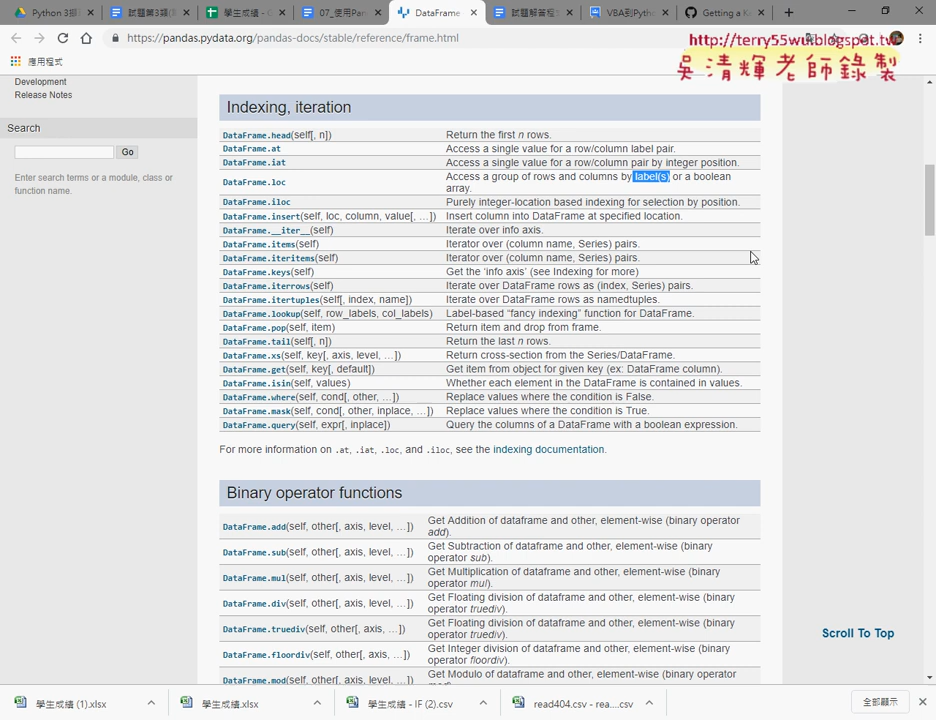 Python 3損
試題第3類(
學生成績 - G
07_使用Pan
DataFrame
試題解答程
VBA到Pytho
Getting a K
https://pandas.pydata.org/pandas-docs/stable/reference/frame.html
http://terry55wu.blogspot.tw
應用程式
吳清輝老師錄製
Development
Release Notes
Search
Go
Enter search terms or a module, class or
function name.
Indexing, iteration
DataFrame.head(self[, n]) Return the first n rows.
DataFrame.at Access a single value for a row/column label pair.
DataFrame.iat Access a single value for a row/column pair by integer position.
DataFrame.loc Access a group of rows and columns by label(s) or a boolean
array.
DataFrame.iloc Purely integer-location based indexing for selection by position.
DataFrame.insert(self, loc, column, value[, …]) Insert column into DataFrame at specified location.
DataFrame.__iter__(self) Iterate over info axis.
DataFrame.items(self) Iterator over (column name, Series) pairs.
DataFrame.iteritems(self) Iterator over (column name, Series) pairs.
DataFrame.keys(self) Get the ‘info axis’ (see Indexing for more)
DataFrame.iterrows(self) Iterate over DataFrame rows as (index, Series) pairs.
DataFrame.itertuples(self[, index, name]) Iterate over DataFrame rows as namedtuples.
DataFrame.lookup(self, row_labels, col_labels) Label-based “fancy indexing” function for DataFrame.
DataFrame.pop(self, item) Return item and drop from frame.
DataFrame.tail(self[, n]) Return the last n rows.
DataFrame.xs(self, key[, axis, level, …]) Return cross-section from the Series/DataFrame.
DataFrame.get(self, key[, default]) Get item from object for given key (ex: DataFrame column).
DataFrame.isin(self, values) Whether each element in the DataFrame is contained in values.
DataFrame.where(self, cond[, other, …]) Replace values where the condition is False.
DataFrame.mask(self, cond[, other, inplace, …]) Replace values where the condition is True.
DataFrame.query(self, expr[, inplace]) Query the columns of a DataFrame with a boolean expression.
For more information on .at, .iat, .loc, and .iloc, see the indexing documentation.
Binary operator functions
DataFrame.add(self, other[, axis, level, …]) Get Addition of dataframe and other, element-wise (binary operator
add).
DataFrame.sub(self, other[, axis, level, …]) Get Subtraction of dataframe and other, element-wise (binary
operator sub).
DataFrame.mul(self, other[, axis, level, …]) Get Multiplication of dataframe and other, element-wise (binary
operator mul).
DataFrame.div(self, other[, axis, level, …]) Get Floating division of dataframe and other, element-wise (binary
operator truediv).
DataFrame.truediv(self, other[, axis, …]) Get Floating division of dataframe and other, element-wise (binary
operator truediv).
DataFrame.floordiv(self, other[, axis, …]) Get Integer division of dataframe and other, element-wise (binary
operator floordiv).
DataFrame.mod(self, other[, axis, level, …]) Get Modulo of dataframe and other, element-wise (binary
Scroll To Top
學生成績 (1).xlsx
學生成績.xlsx
學生成績 - IF (2).csv
read404.csv - rea....csv
全部顯示